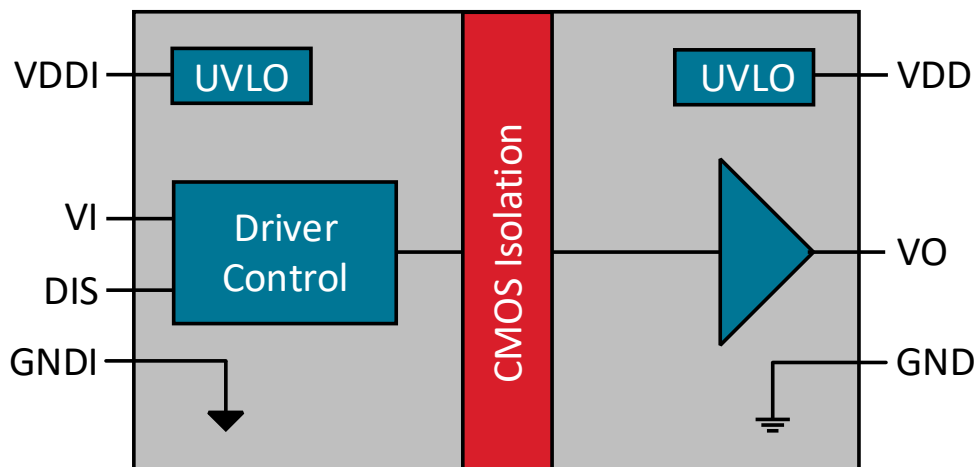 VDDI
UVLO
UVLO
VDD
VI
DIS
GNDI
Driver
Control
CMOS Isolation
VO
GND